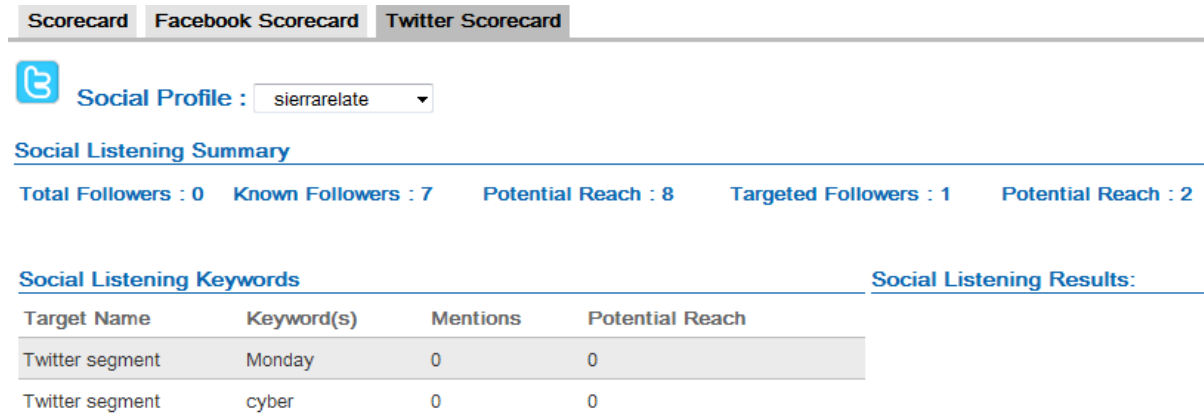 Scorecard Facebook Scorecard Twitter Scorecard
Social Profile : sierrarelate
Social Listening Summary
Total Followers : 0 Known Followers : 7 Potential Reach : 8 Targeted Followers : 1 Potential Reach : 2
Social Listening Keywords Social Listening Results:
Target Name Keyword(s) Mentions Potential Reach
Twitter segment Monday 0 0
Twitter segment cyber 0 0